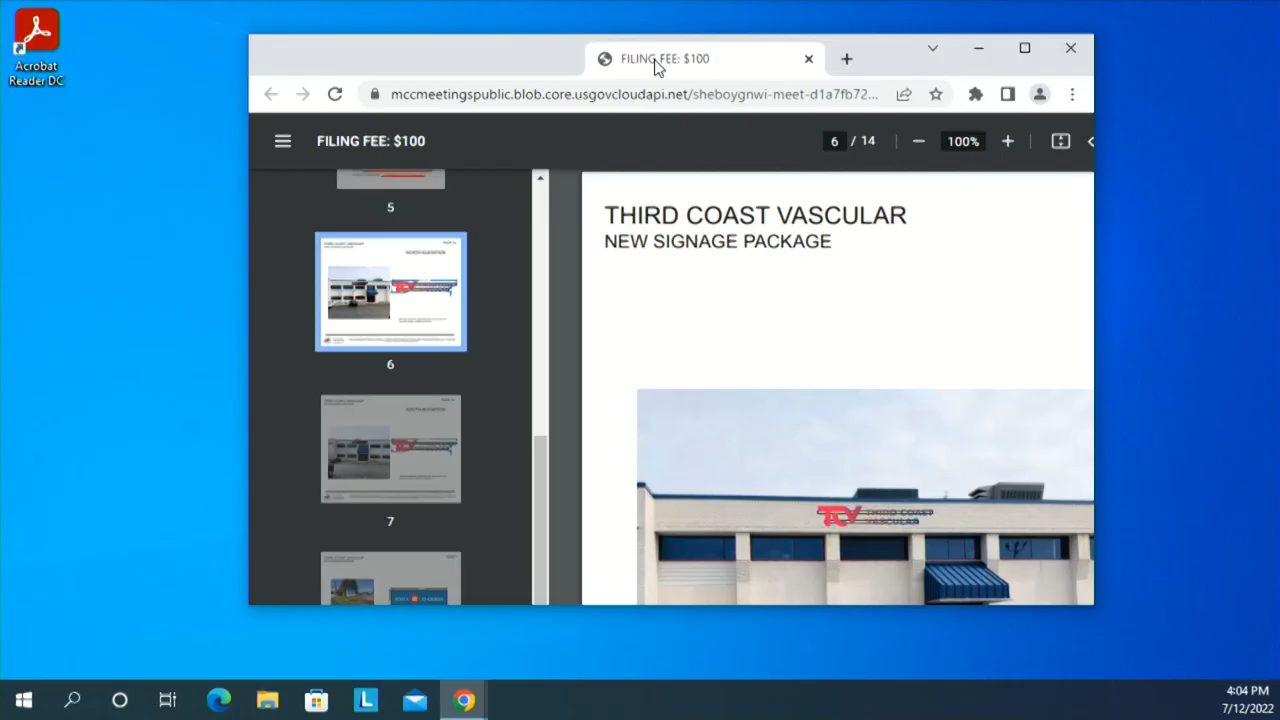 Acrobat
Reader DC
FILING FEE: $100
mccmeetingspublic.blob.core.usgovcloudapi.net/sheboygnwi-meet-d1a7fb72...
FILING FEE: $100
6 / 14
100%
5
6
7
THIRD COAST VASCULAR
NEW SIGNAGE PACKAGE
TCV THIRD COAST
VASCULAR
4:04 PM
7/12/2022